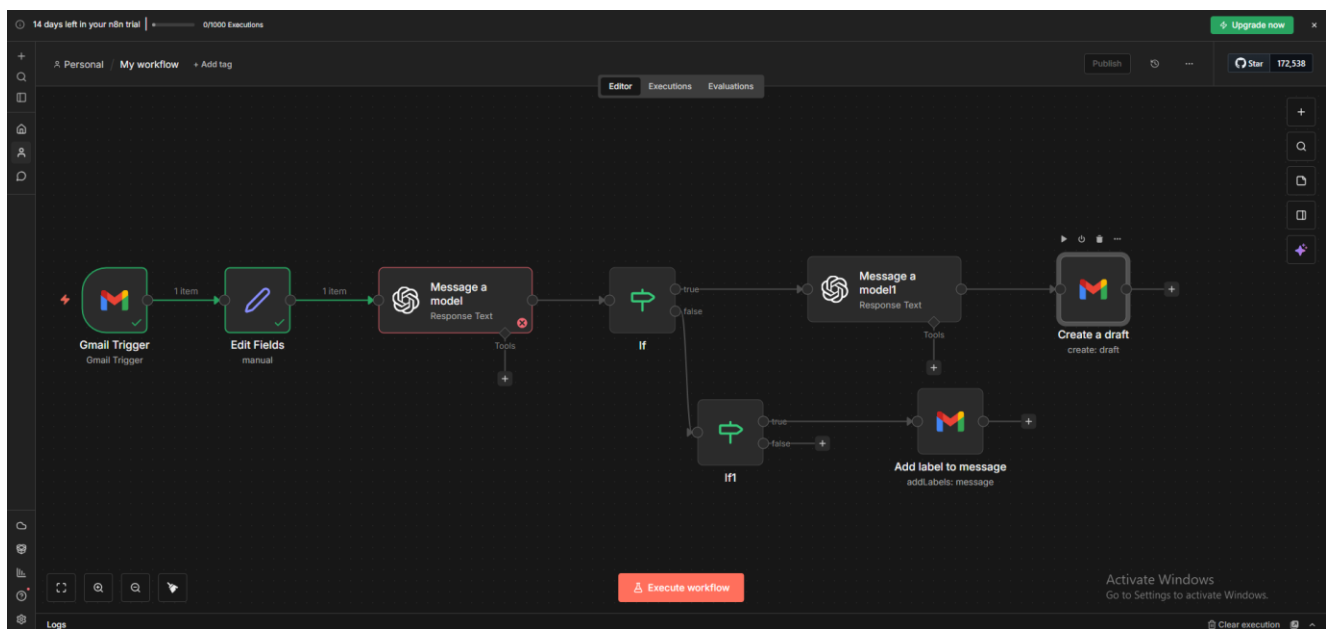 14 days left in your n8n trial
0/1000 Executions
Upgrade now
Personal / My workflow + Add tag
Publish
Star 172,538
Editor Executions Evaluations
Gmail Trigger
Gmail Trigger
1 item
Edit Fields
manual
1 item
Message a model
Response Text
Tools
If
true
false
Message a model1
Response Text
Tools
Create a draft
create: draft
If1
true
false
Add label to message
addLabels: message
Execute workflow
Activate Windows
Go to Settings to activate Windows.
Logs
Clear execution